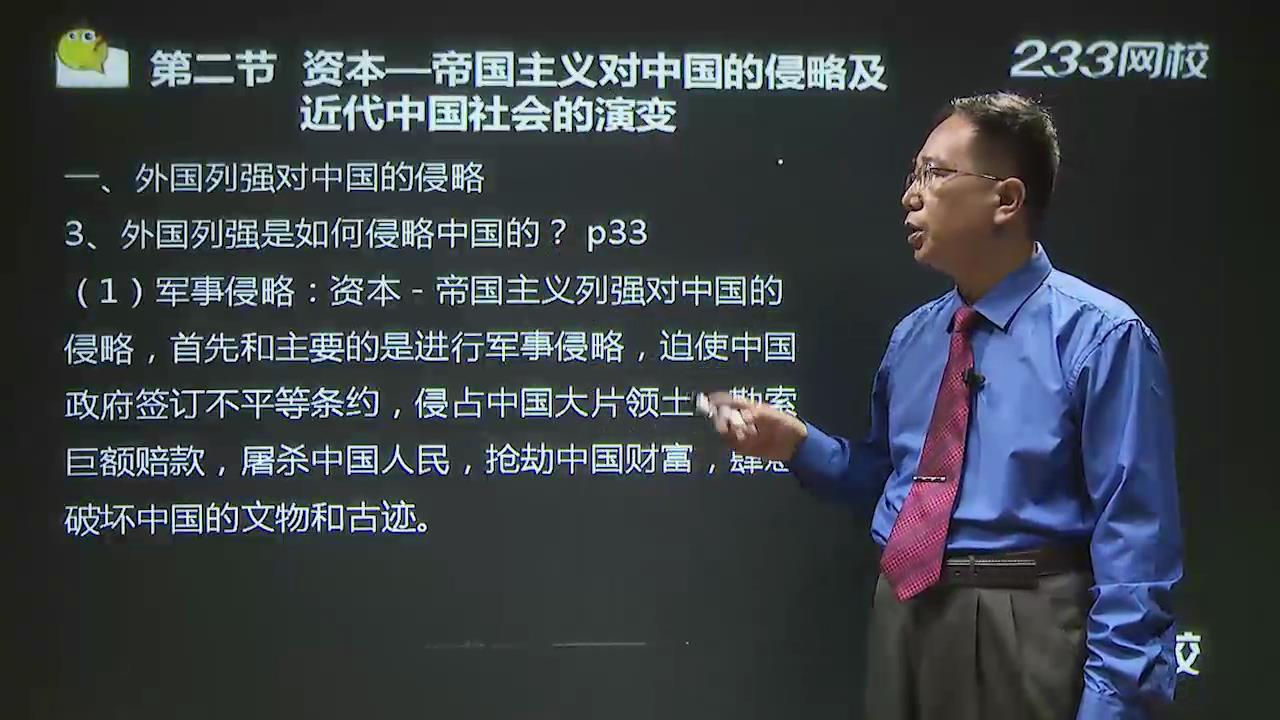 第二节 资本—帝国主义对中国的侵略及
近代中国社会的演变
233网校
一、外国列强对中国的侵略
3、外国列强是如何侵略中国的？ p33
（1）军事侵略：资本－帝国主义列强对中国的
侵略，首先和主要的是进行军事侵略，迫使中国
政府签订不平等条约，侵占中国大片领土 勒索
巨额赔款，屠杀中国人民，抢劫中国财富，肆意
破坏中国的文物和古迹。
校